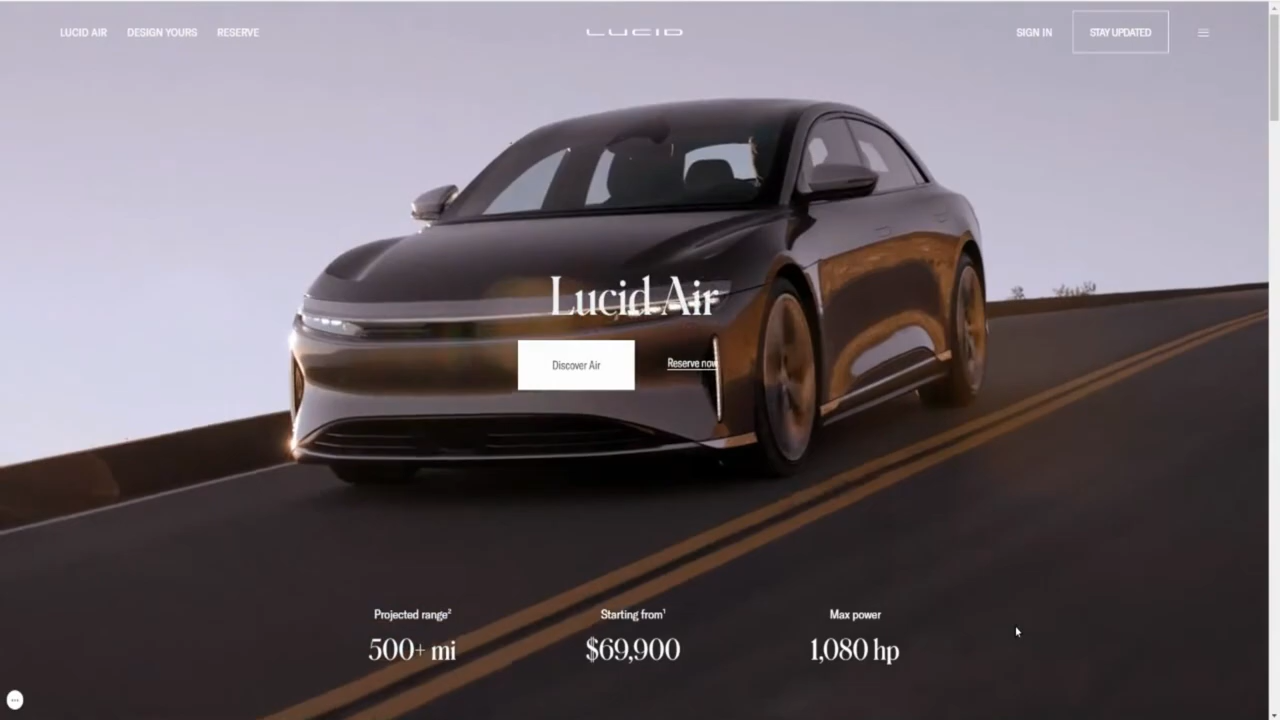 LUCID AIR DESIGN YOURS RESERVE LUCID SIGN IN STAY UPDATED
Lucid Air
Discover Air Reserve now
Projected range² Starting from¹ Max power
500+ mi $69,900 1,080 hp